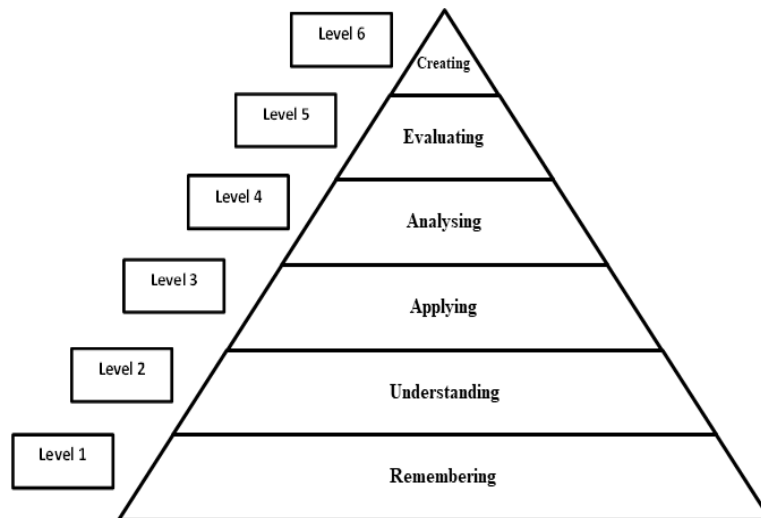 Level 6
Creating
Level 5
Evaluating
Level 4
Analysing
Level 3
Applying
Level 2
Understanding
Level 1
Remembering